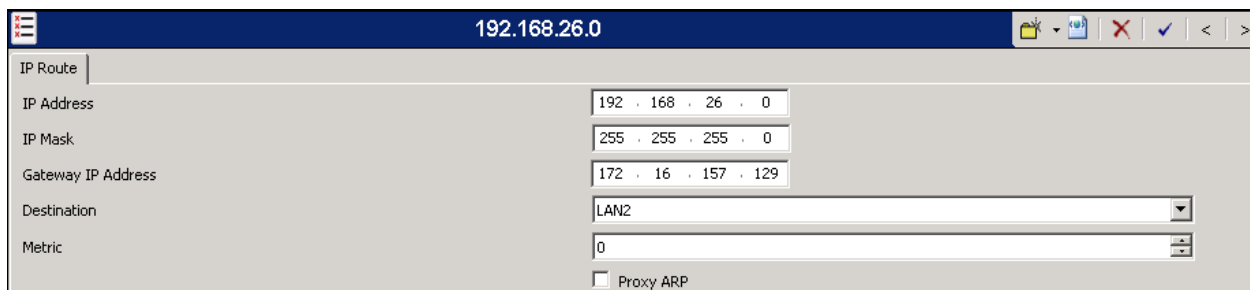 192.168.26.0
IP Route
IP Address 192 . 168 . 26 . 0
IP Mask 255 . 255 . 255 . 0
Gateway IP Address 172 . 16 . 157 . 129
Destination LAN2
Metric 0
Proxy ARP